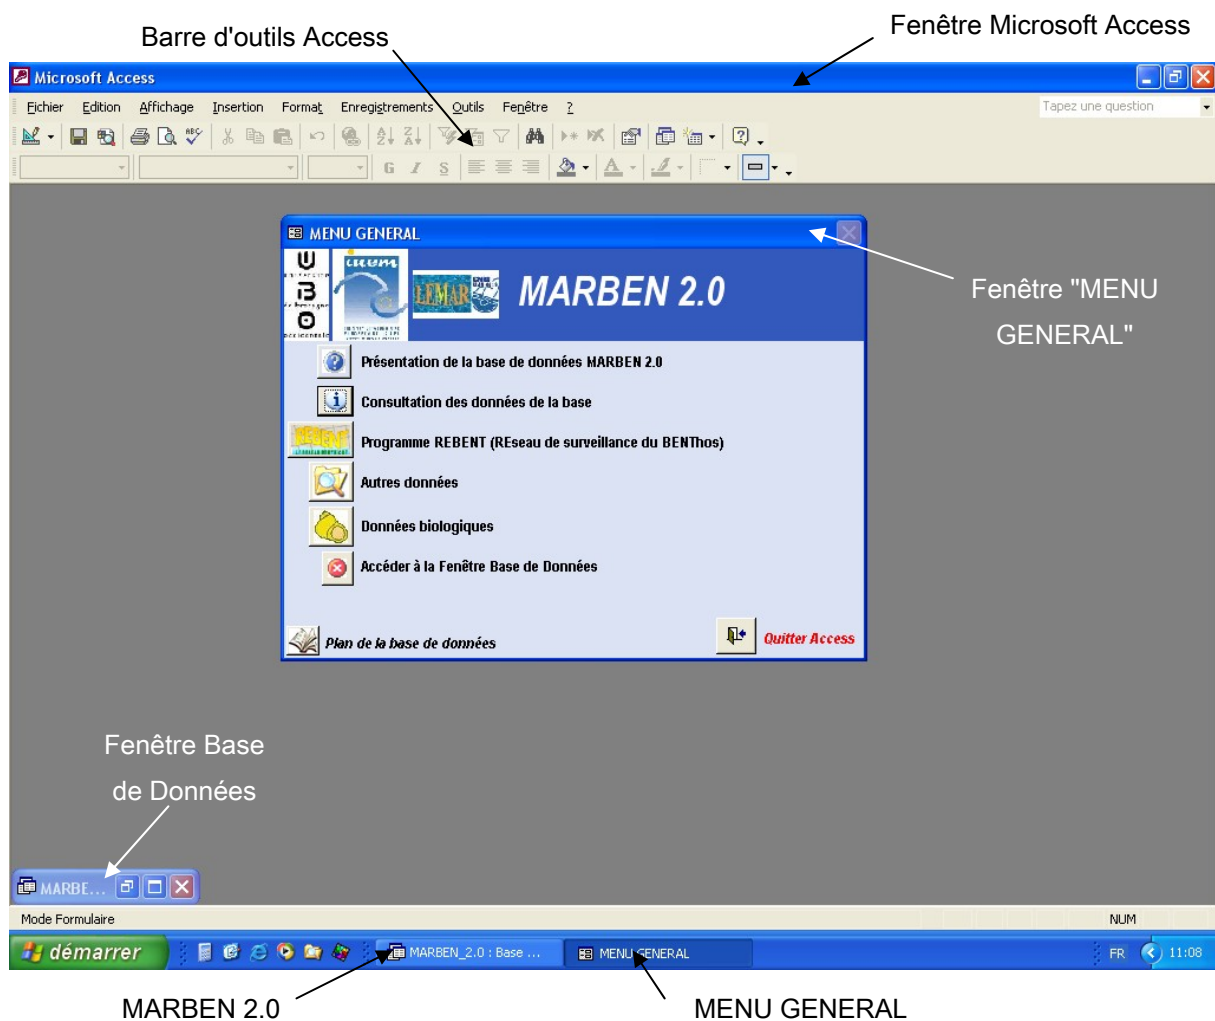 Barre d'outils Access
Fenêtre Microsoft Access
Microsoft Access
Fichier Edition Affichage Insertion Format Enregistrements Outils Fenêtre ?
Tapez une question
G I S
MENU GENERAL
LEMAR
MARBEN 2.0
Fenêtre "MENU
GENERAL"
Présentation de la base de données MARBEN 2.0
Consultation des données de la base
REBENT
Programme REBENT (REseau de surveillance du BENThos)
Autres données
Données biologiques
Accéder à la Fenêtre Base de Données
Plan de la base de données
Quitter Access
Fenêtre Base
de Données
MARBE...
Mode Formulaire
NUM
démarrer
MARBEN_2.0 : Base ...
MENU GENERAL
FR
11:08
MARBEN 2.0
MENU GENERAL